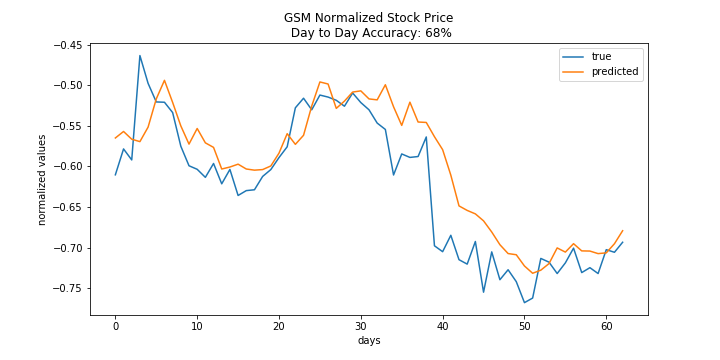 GSM Normalized Stock Price
Day to Day Accuracy: 68%
−0.45
−0.50
−0.55
−0.60
−0.65
−0.70
−0.75
normalized values
true
predicted
0 10 20 30 40 50 60
days